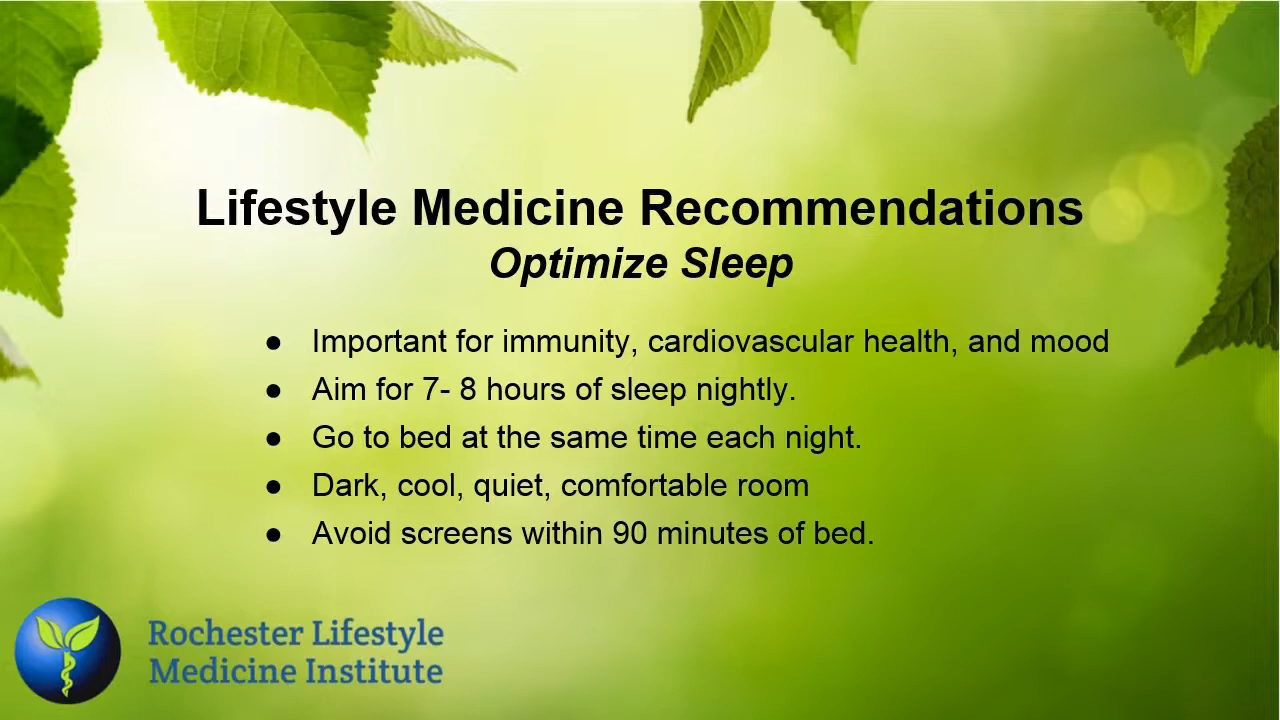 Lifestyle Medicine Recommendations
Optimize Sleep
● Important for immunity, cardiovascular health, and mood
● Aim for 7- 8 hours of sleep nightly.
● Go to bed at the same time each night.
● Dark, cool, quiet, comfortable room
● Avoid screens within 90 minutes of bed.
Rochester Lifestyle
Medicine Institute